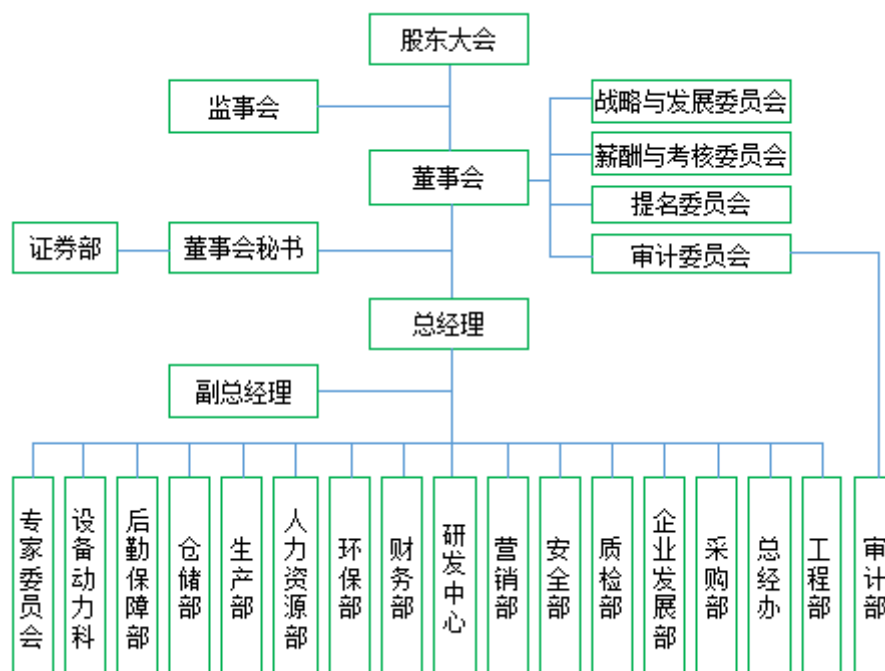 股东大会
监事会
战略与发展委员会
薪酬与考核委员会
董事会
提名委员会
证券部
董事会秘书
审计委员会
总经理
副总经理
专家委员会
设备动力科
后勤保障部
仓储部
生产部
人力资源部
环保部
财务部
研发中心
营销部
安全部
质检部
企业发展部
采购部
总经办
工程部
审计部